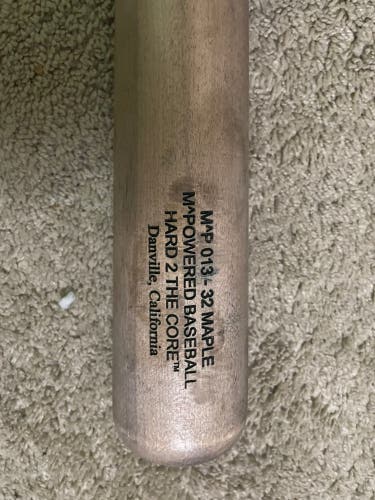 M^P 013 - 32 MAPLE
M^POWERED BASEBALL
HARD 2 THE CORE™
Danville, California